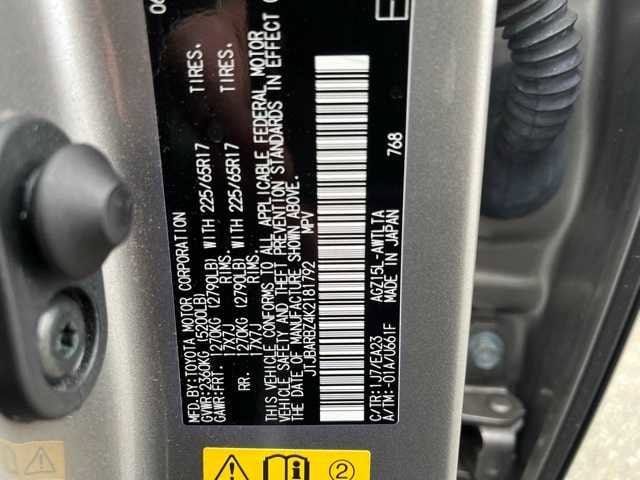 06
MFD.BY:TOYOTA MOTOR CORPORATION
GVWR:2360KG (5200LB)
GAWR:FRT. 1270KG (2790LB) WITH 225/65R17 TIRES.
17X7J RIMS.
RR. 1270KG (2790LB) WITH 225/65R17 TIRES.
17X7J RIMS.
THIS VEHICLE CONFORMS TO ALL APPLICABLE FEDERAL MOTOR
VEHICLE SAFETY AND THEFT PREVENTION STANDARDS IN EFFECT
THE DATE OF MANUFACTURE SHOWN ABOVE.
JTJBARBZ4K2181792 MPV
C/TR:1J7/EA23 AGZ15L-AWTLTA
A/TM:-01A/U661F MADE IN JAPAN
768
2